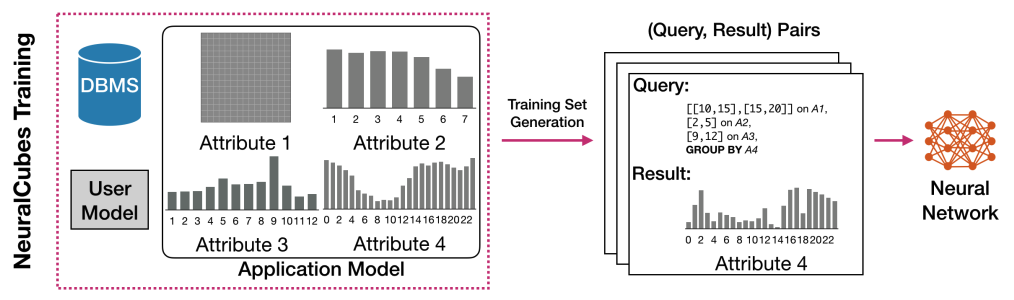 NeuralCubes Training
DBMS
User
Model
Attribute 1
1 2 3 4 5 6 7
Attribute 2
1 2 3 4 5 6 7 8 9 10 11 12
Attribute 3
0 2 4 6 8 10 12 14 16 18 20 22
Attribute 4
Application Model
Training Set
Generation
(Query, Result) Pairs
Query:
[[10,15],[15,20]] on A1,
[2,5] on A2,
[9,12] on A3,
GROUP BY A4
Result:
0 2 4 6 8 10 12 14 16 18 20 22
Attribute 4
Neural
Network